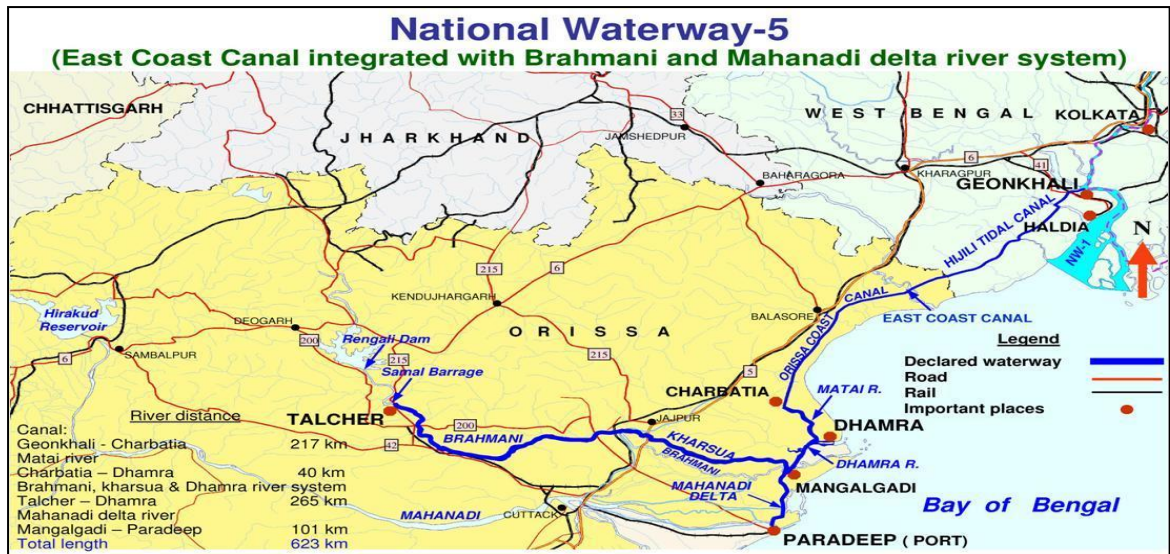 National Waterway-5
(East Coast Canal integrated with Brahmani and Mahanadi delta river system)
CHHATTISGARH
JHARKHAND
33
JAMSHEDPUR
WEST BENGAL
KOLKATA
6
41
BAHARAGORA
KHARAGPUR
GEONKHALI
HALDIA
HIJILI TIDAL CANAL
NW-1
N
215
6
KENDUJHARGARH
Hirakud
Reservoir
DEOGARH
ORISSA
BALASORE
CANAL
EAST COAST CANAL
ORISSA COAST
200
Rengali Dam
6
SAMBALPUR
215
215
Samal Barrage
5
CHARBATIA
MATAI R.
Legend
Declared waterway
Road
Rail
Important places
TALCHER
River distance
200
JAJPUR
DHAMRA
42
BRAHMANI
KHARSUA
BRAHMANI
DHAMRA R.
MAHANADI
DELTA
MANGALGADI
MAHANADI
CUTTACK
Bay of Bengal
PARADEEP ( PORT)
Canal:
Geonkhali - Charbatia 217 km
Matai river
Charbatia – Dhamra 40 km
Brahmani, kharsua & Dhamra river system
Talcher – Dhamra 265 km
Mahanadi delta river
Mangalgadi – Paradeep 101 km
Total length 623 km